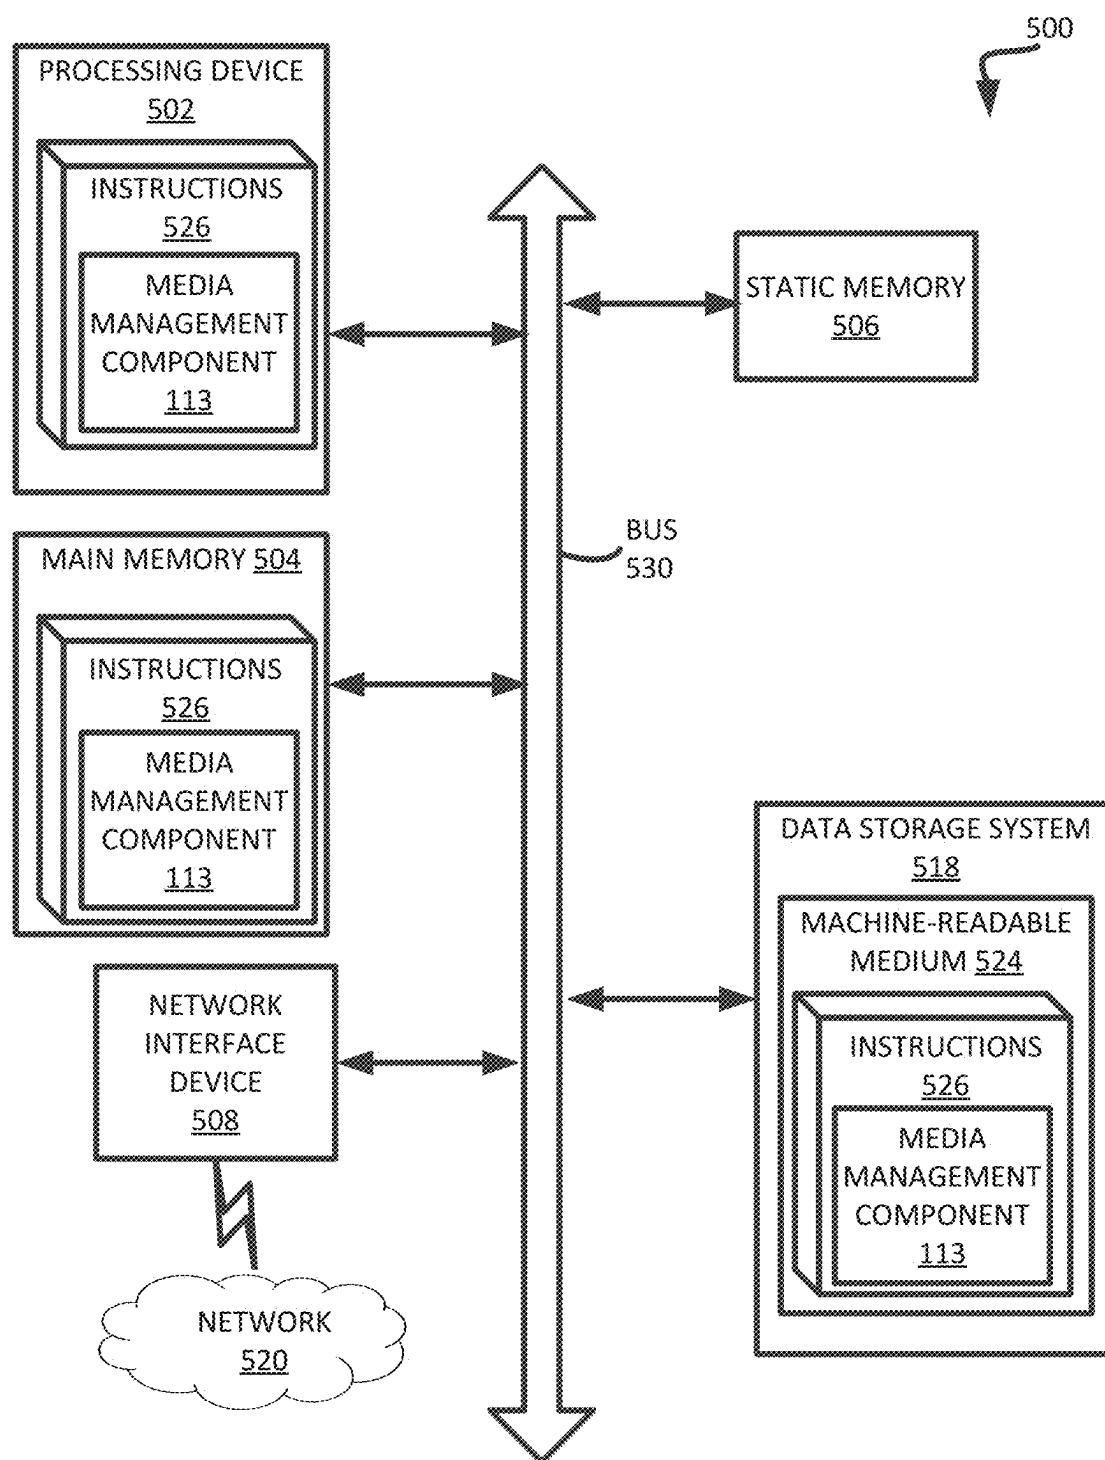 500
PROCESSING DEVICE
502
INSTRUCTIONS
526
MEDIA
MANAGEMENT
COMPONENT
113
STATIC MEMORY
506
BUS
530
MAIN MEMORY 504
INSTRUCTIONS
526
MEDIA
MANAGEMENT
COMPONENT
113
DATA STORAGE SYSTEM
518
MACHINE-READABLE
MEDIUM 524
INSTRUCTIONS
526
MEDIA
MANAGEMENT
COMPONENT
113
NETWORK
INTERFACE
DEVICE
508
NETWORK
520